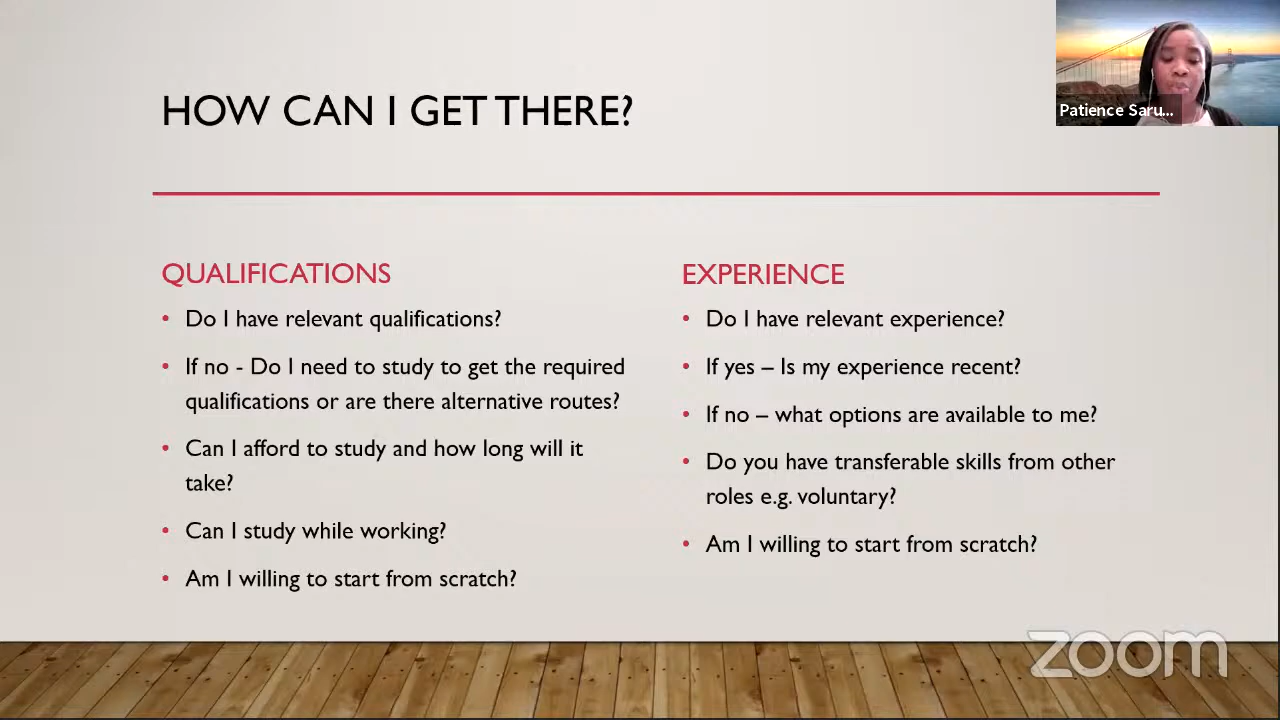 HOW CAN I GET THERE?
Patience Saru...
QUALIFICATIONS
• Do I have relevant qualifications?
• If no - Do I need to study to get the required
qualifications or are there alternative routes?
• Can I afford to study and how long will it
take?
• Can I study while working?
• Am I willing to start from scratch?
EXPERIENCE
• Do I have relevant experience?
• If yes – Is my experience recent?
• If no – what options are available to me?
• Do you have transferable skills from other
roles e.g. voluntary?
• Am I willing to start from scratch?
zoom